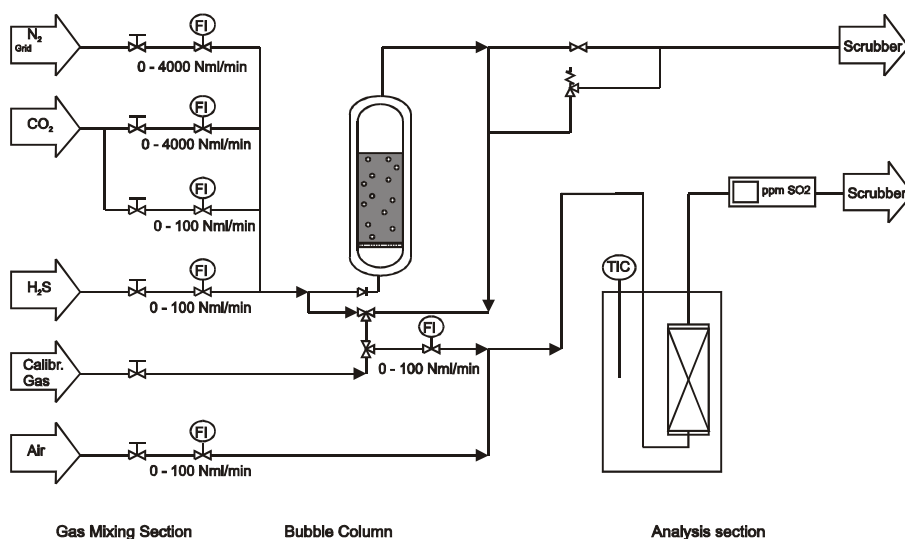 N2
Grid
FI
0 - 4000 Nml/min
CO2
FI
0 - 4000 Nml/min
FI
0 - 100 Nml/min
H2S
FI
0 - 100 Nml/min
Calibr.
Gas
FI
0 - 100 Nml/min
Air
FI
0 - 100 Nml/min
Scrubber
ppm SO2
Scrubber
TIC
Gas Mixing Section
Bubble Column
Analysis section